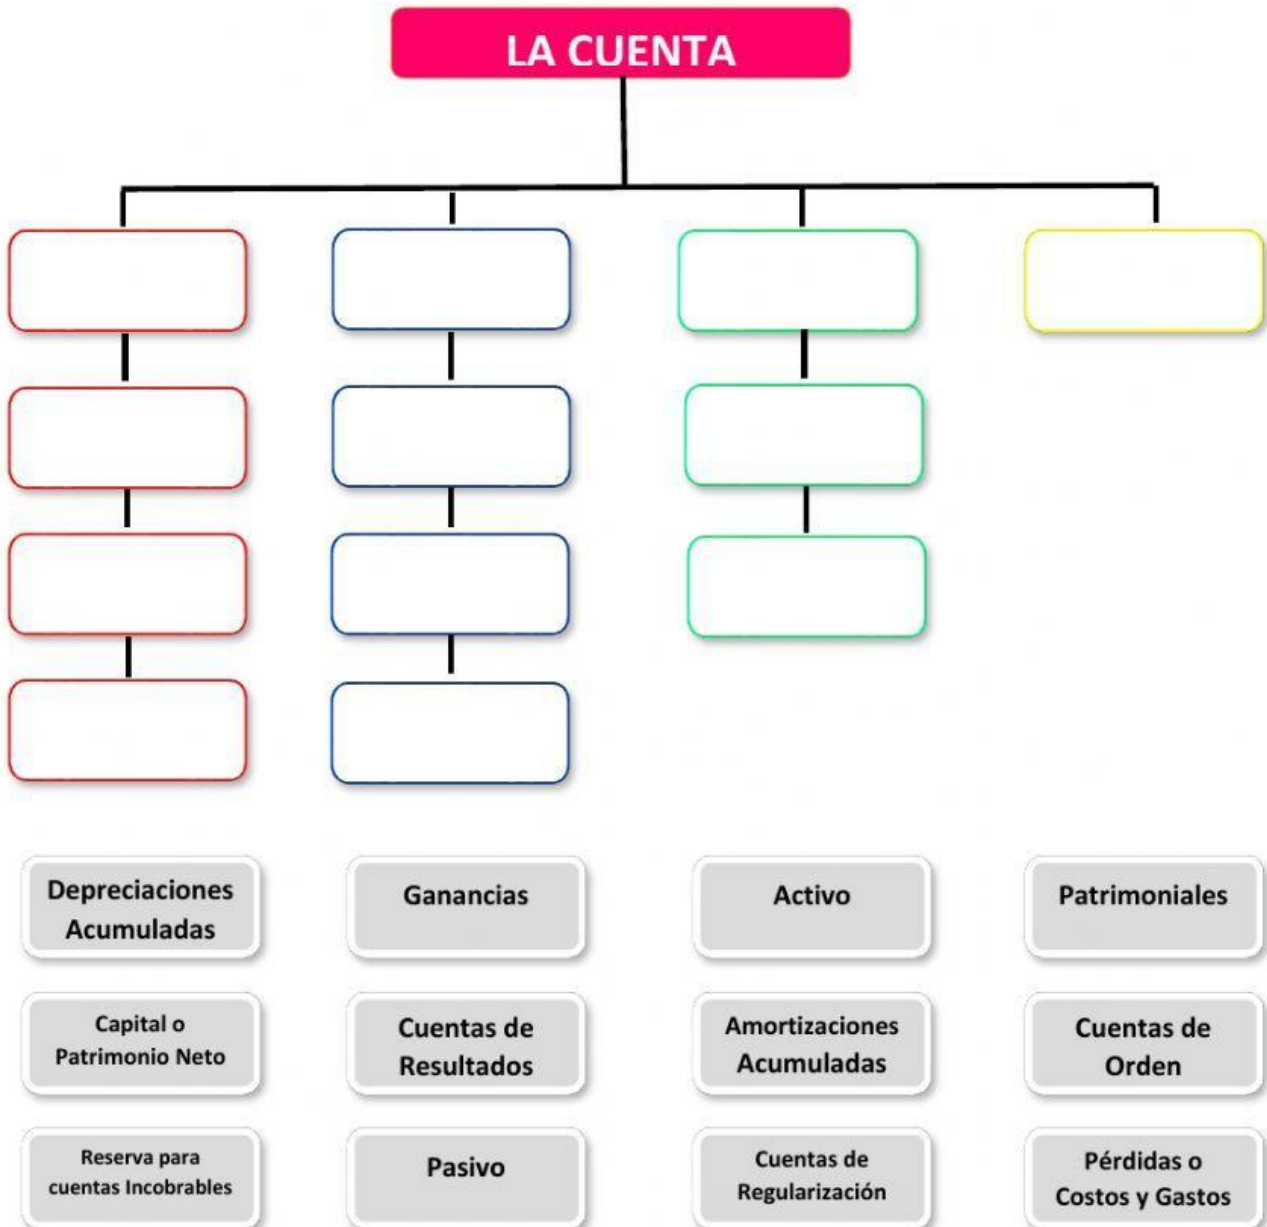 LA CUENTA
Depreciaciones
Acumuladas
Ganancias
Activo
Patrimoniales
Capital o
Patrimonio Neto
Cuentas de
Resultados
Amortizaciones
Acumuladas
Cuentas de
Orden
Reserva para
cuentas Incobrables
Pasivo
Cuentas de
Regularización
Pérdidas o
Costos y Gastos